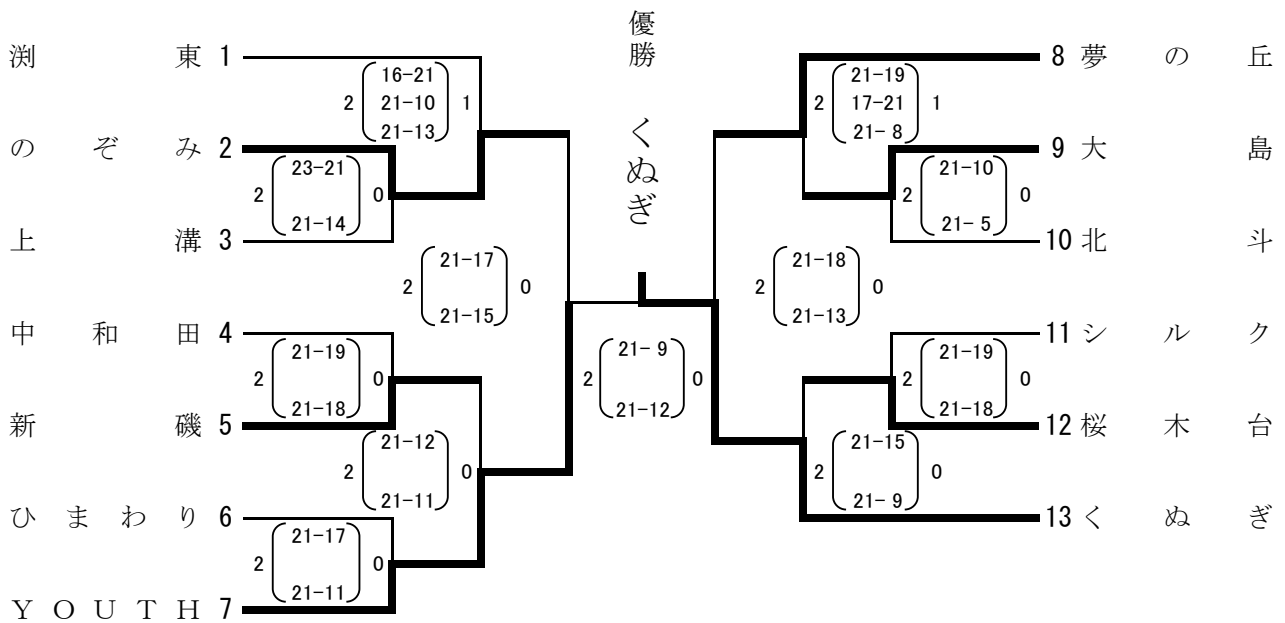 優勝 くぬぎ
渕東 1
16-21
2 21-10 1
21-13
のぞみ 2
23-21
2 0
21-14
上溝 3
21-17
2 0
21-15
中和田 4
21-19
2 0
21-18
新磯 5
21-12
2 0
21-11
ひまわり 6
21-17
2 0
21-11
YOUTH 7
21- 9
2 0
21-12
8 夢の丘
21-19
2 17-21 1
21- 8
9 大島
21-10
2 0
21- 5
10 北斗
21-18
2 0
21-13
11 シルク
21-19
2 0
21-18
12 桜木台
21-15
2 0
21- 9
13 くぬぎ